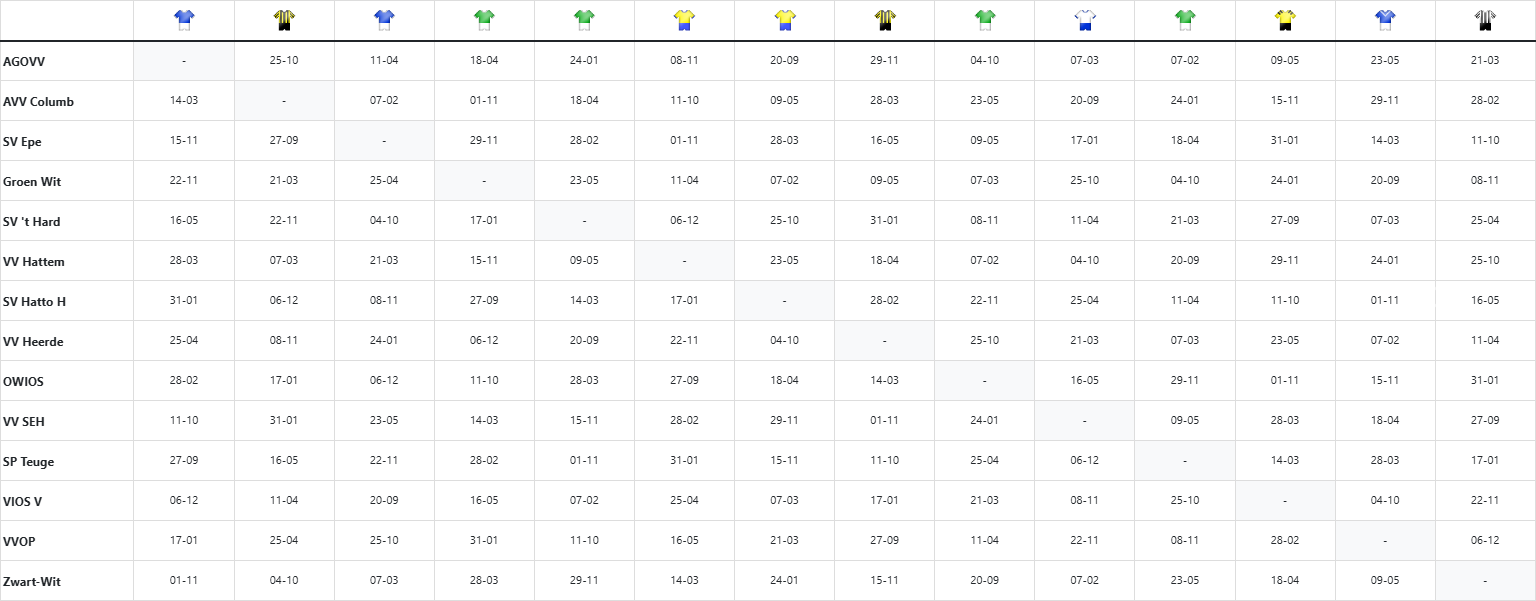 AGOVV - 25-10 11-04 18-04 24-01 08-11 20-09 29-11 04-10 07-03 07-02 09-05 23-05 21-03
AVV Columb 14-03 - 07-02 01-11 18-04 11-10 09-05 28-03 23-05 20-09 24-01 15-11 29-11 28-02
SV Epe 15-11 27-09 - 29-11 28-02 01-11 28-03 16-05 09-05 17-01 18-04 31-01 14-03 11-10
Groen Wit 22-11 21-03 25-04 - 23-05 11-04 07-02 09-05 07-03 25-10 04-10 24-01 20-09 08-11
SV 't Hard 16-05 22-11 04-10 17-01 - 06-12 25-10 31-01 08-11 11-04 21-03 27-09 07-03 25-04
VV Hattem 28-03 07-03 21-03 15-11 09-05 - 23-05 18-04 07-02 04-10 20-09 29-11 24-01 25-10
SV Hatto H 31-01 06-12 08-11 27-09 14-03 17-01 - 28-02 22-11 25-04 11-04 11-10 01-11 16-05
VV Heerde 25-04 08-11 24-01 06-12 20-09 22-11 04-10 - 25-10 21-03 07-03 23-05 07-02 11-04
OWIOS 28-02 17-01 06-12 11-10 28-03 27-09 18-04 14-03 - 16-05 29-11 01-11 15-11 31-01
VV SEH 11-10 31-01 23-05 14-03 15-11 28-02 29-11 01-11 24-01 - 09-05 28-03 18-04 27-09
SP Teuge 27-09 16-05 22-11 28-02 01-11 31-01 15-11 11-10 25-04 06-12 - 14-03 28-03 17-01
VIOS V 06-12 11-04 20-09 16-05 07-02 25-04 07-03 17-01 21-03 08-11 25-10 - 04-10 22-11
VVOP 17-01 25-04 25-10 31-01 11-10 16-05 21-03 27-09 11-04 22-11 08-11 28-02 - 06-12
Zwart-Wit 01-11 04-10 07-03 28-03 29-11 14-03 24-01 15-11 20-09 07-02 23-05 18-04 09-05 -